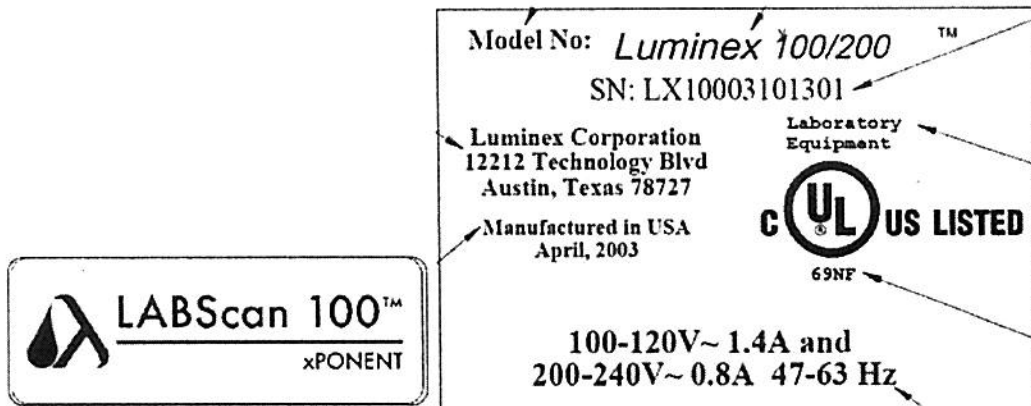 Model No: Luminex 100/200 ™
SN: LX10003101301
Luminex Corporation
12212 Technology Blvd
Austin, Texas 78727
Manufactured in USA
April, 2003
Laboratory
Equipment
C UL ® US LISTED
69NF
100-120V~ 1.4A and
200-240V~ 0.8A 47-63 Hz
LABScan 100™
xPONENT